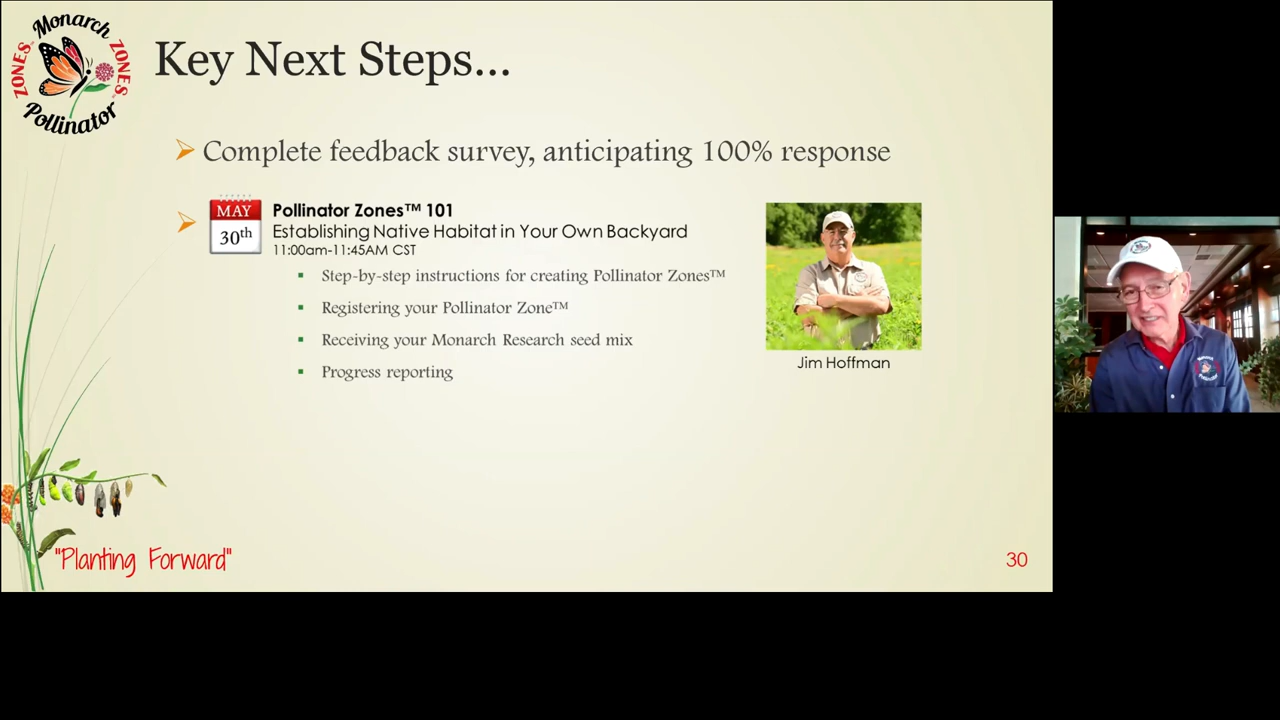 Monarch
ZONES™
ZONES™
Pollinator
Key Next Steps...
Complete feedback survey, anticipating 100% response
MAY
30th
Pollinator Zones™ 101
Establishing Native Habitat in Your Own Backyard
11:00am-11:45AM CST
Step-by-step instructions for creating Pollinator Zones™
Registering your Pollinator Zone™
Receiving your Monarch Research seed mix
Progress reporting
Jim Hoffman
"Planting Forward"
30